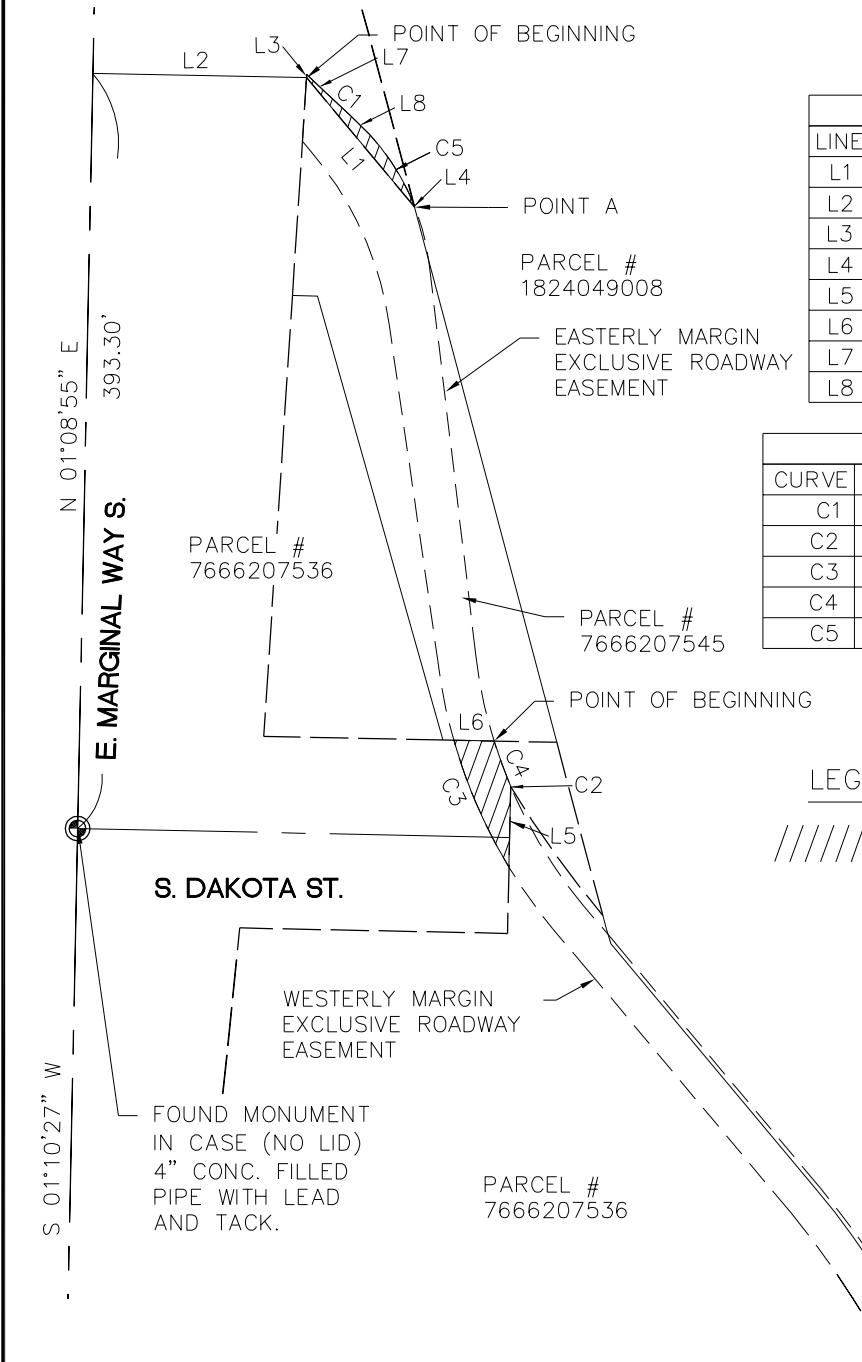 POINT OF BEGINNING
L3
L7
L2
C1
L8
L1
C5
L4
POINT A
PARCEL #
1824049008
EASTERLY MARGIN
EXCLUSIVE ROADWAY
EASEMENT
LINE
L1
L2
L3
L4
L5
L6
L7
L8
CURVE
C1
C2
C3
C4
C5
N 01°08'55" E
393.30'
E. MARGINAL WAY S.
PARCEL #
7666207536
PARCEL #
7666207545
POINT OF BEGINNING
L6
C4
C3
C2
L5
LEG
S. DAKOTA ST.
WESTERLY MARGIN
EXCLUSIVE ROADWAY
EASEMENT
S 01°10'27" W
FOUND MONUMENT
IN CASE (NO LID)
4" CONC. FILLED
PIPE WITH LEAD
AND TACK.
PARCEL #
7666207536